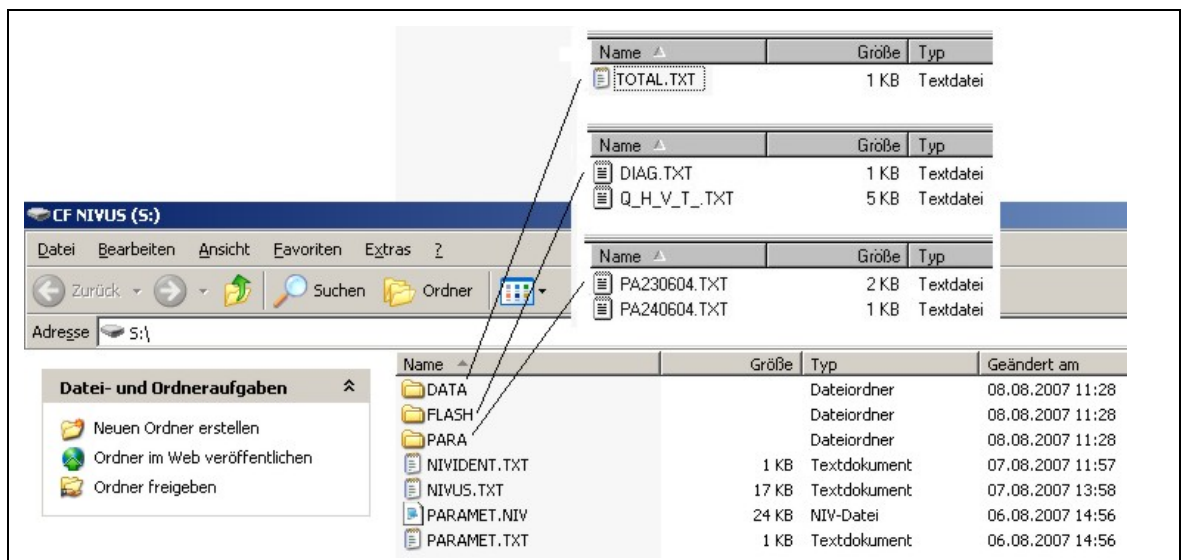 Name Größe Typ
TOTAL.TXT 1 KB Textdatei
Name Größe Typ
DIAG.TXT 1 KB Textdatei
Q_H_V_T_.TXT 5 KB Textdatei
CF NIVUS (S:)
Datei Bearbeiten Ansicht Favoriten Extras ?
Name Größe Typ
Zurück Suchen Ordner
PA230604.TXT 2 KB Textdatei
PA240604.TXT 1 KB Textdatei
Adresse S:\
Name Größe Typ Geändert am
Datei- und Ordneraufgaben
Neuen Ordner erstellen
Ordner im Web veröffentlichen
Ordner freigeben
DATA Dateiordner 08.08.2007 11:28
FLASH Dateiordner 08.08.2007 11:28
PARA Dateiordner 08.08.2007 11:28
NIVIDENT.TXT 1 KB Textdokument 07.08.2007 11:57
NIVUS.TXT 17 KB Textdokument 07.08.2007 13:58
PARAMET.NIV 24 KB NIV-Datei 06.08.2007 14:56
PARAMET.TXT 1 KB Textdokument 06.08.2007 14:56